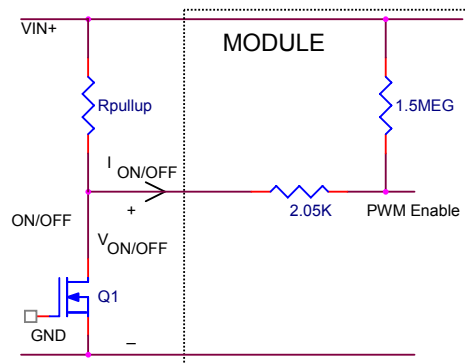 VIN+
MODULE
Rpullup
1.5MEG
I ON/OFF
+
2.05K
PWM Enable
ON/OFF
V ON/OFF
Q1
GND
–